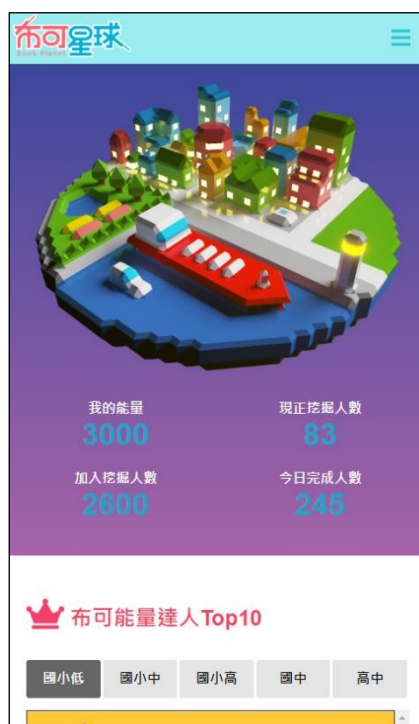 布可星球
Book Planet
我的能量
3000
現正挖掘人數
83
加入挖掘人數
2600
今日完成人數
245
布可能量達人Top10
國小低
國小中
國小高
國中
高中